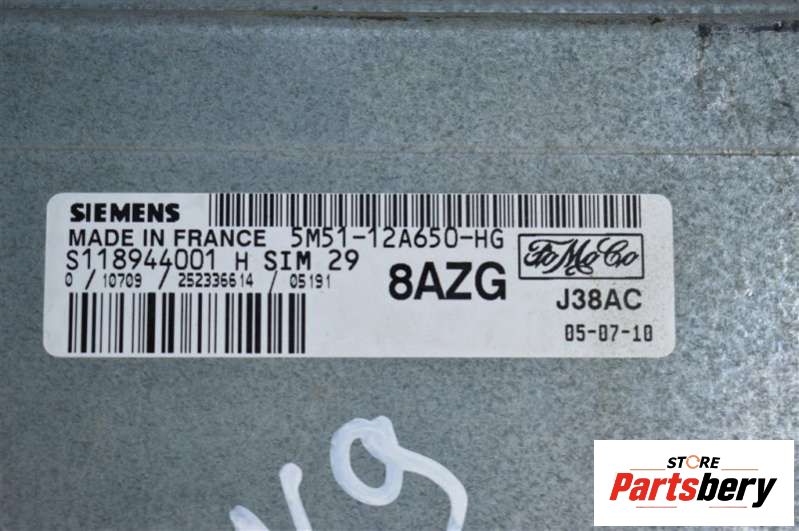 SIEMENS
MADE IN FRANCE 5M51-12A650-HG
S118944001 H SIM 29
0 / 10709 / 252336614 / 05191
8AZG
FoMoCo
J38AC
05-07-10
STORE
Partsbery